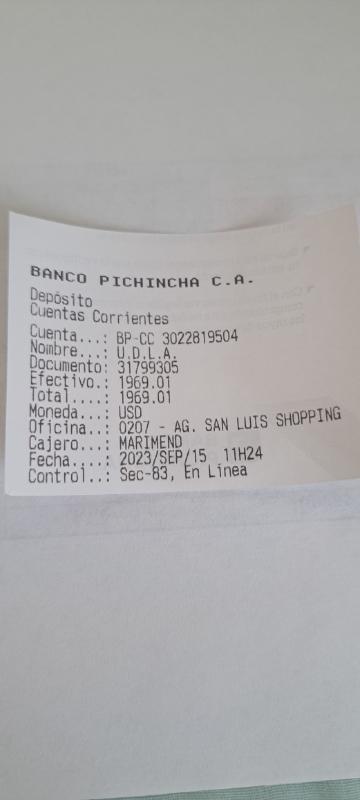 BANCO PICHINCHA C.A.
Depósito
Cuentas Corrientes
Cuenta...: BP-CC 3022819504
Nombre...: U.D.L.A.
Documento: 31799305
Efectivo.: 1969.01
Total....: 1969.01
Moneda...: USD
Oficina..: 0207 - AG. SAN LUIS SHOPPING
Cajero...: MARIMEND
Fecha....: 2023/SEP/15 11H24
Control..: Sec-83, En Línea